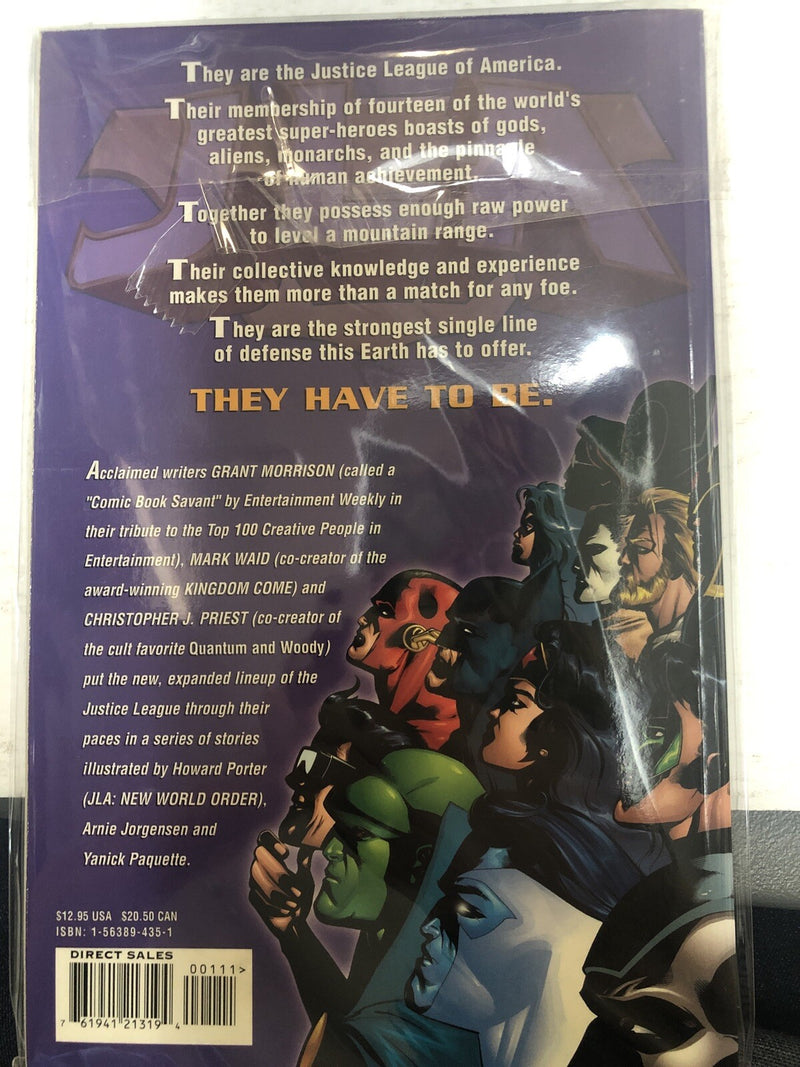 They are the Justice League of America.
Their membership of fourteen of the world's
greatest super-heroes boasts of gods,
aliens, monarchs, and the pinnacle
of human achievement.
Together they possess enough raw power
to level a mountain range.
Their collective knowledge and experience
makes them more than a match for any foe.
They are the strongest single line
of defense this Earth has to offer.
THEY HAVE TO BE.
Acclaimed writers GRANT MORRISON (called a
"Comic Book Savant" by Entertainment Weekly in
their tribute to the Top 100 Creative People in
Entertainment), MARK WAID (co-creator of the
award-winning KINGDOM COME) and
CHRISTOPHER J. PRIEST (co-creator of
the cult favorite Quantum and Woody)
put the new, expanded lineup of the
Justice League through their
paces in a series of stories
illustrated by Howard Porter
(JLA: NEW WORLD ORDER),
Arnie Jorgensen and
Yanick Paquette.
$12.95 USA $20.50 CAN
ISBN: 1-56389-435-1
DIRECT SALES
00111>
7 61941 21319 4
JLA